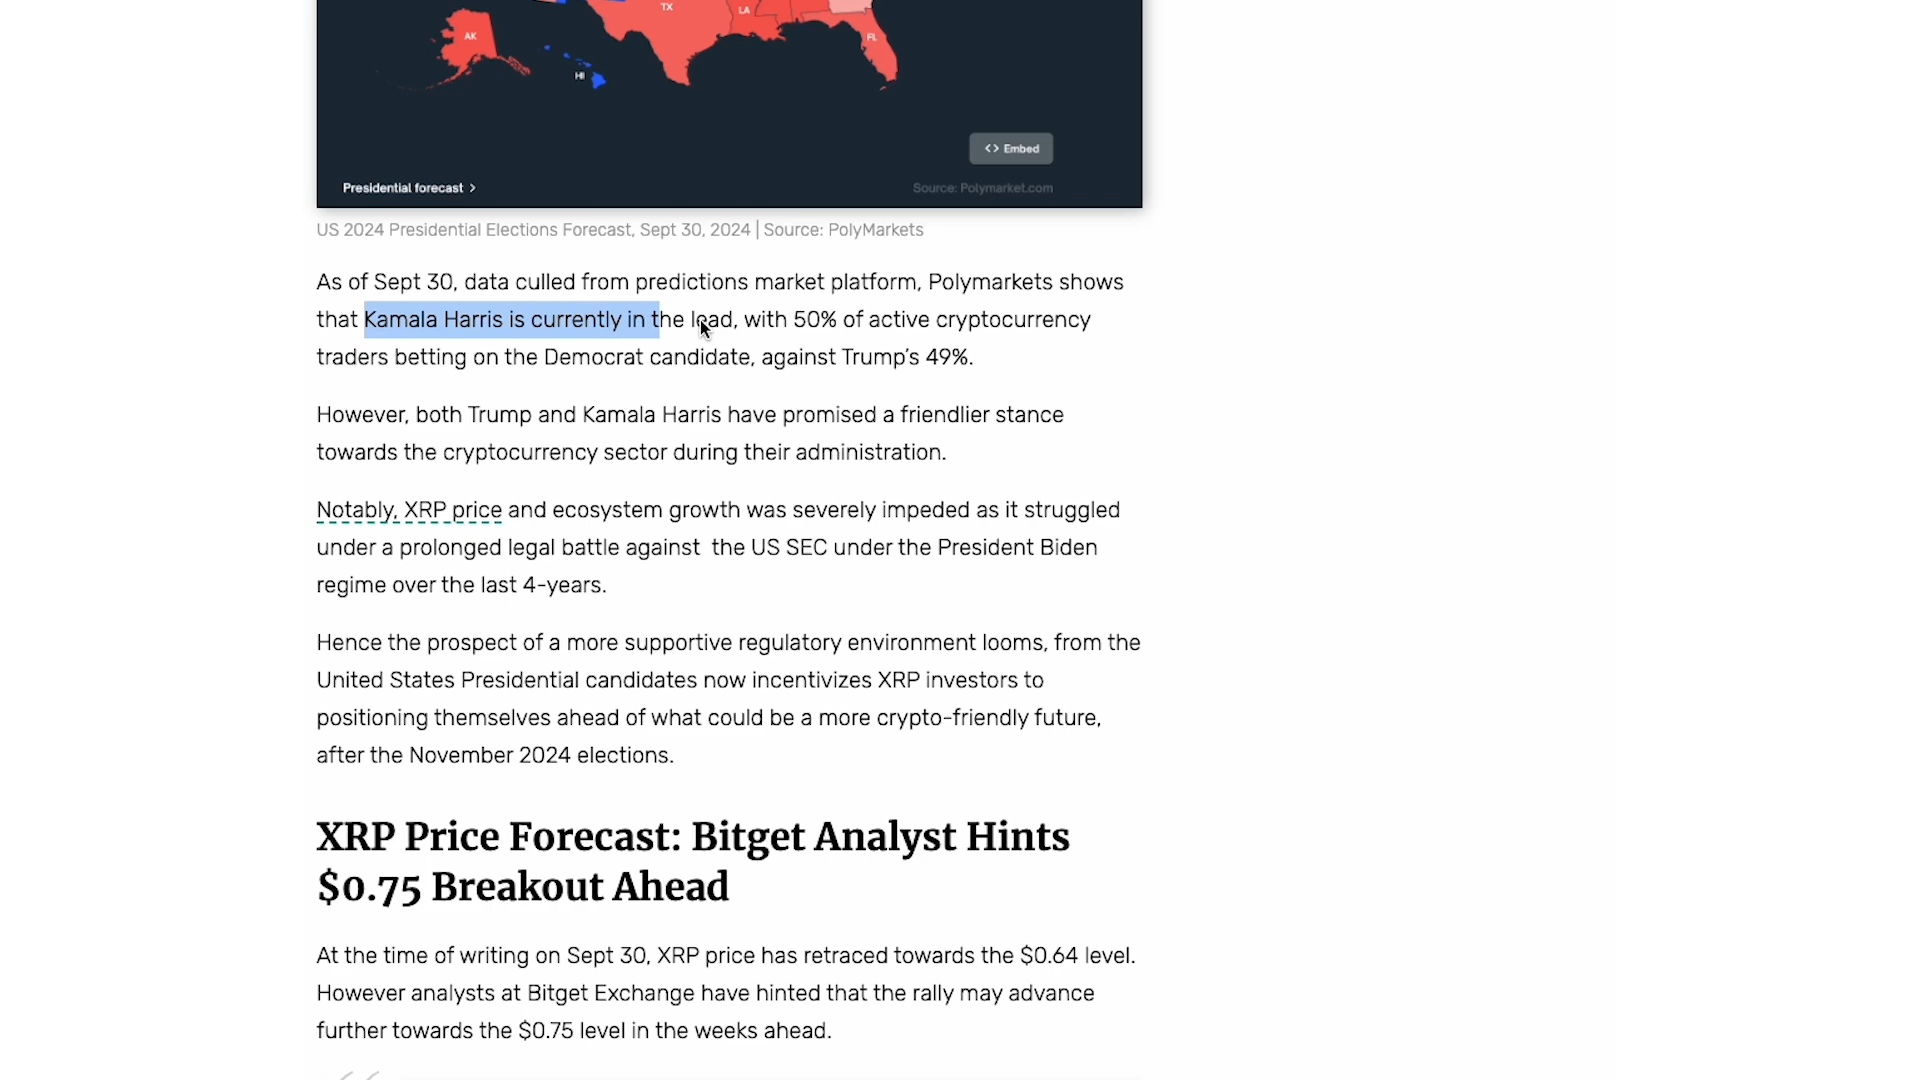 TX
LA
AK
FL
HI
<> Embed
Presidential forecast >
Source: Polymarket.com
US 2024 Presidential Elections Forecast, Sept 30, 2024 | Source: PolyMarkets
As of Sept 30, data culled from predictions market platform, Polymarkets shows
that Kamala Harris is currently in the lead, with 50% of active cryptocurrency
traders betting on the Democrat candidate, against Trump’s 49%.
However, both Trump and Kamala Harris have promised a friendlier stance
towards the cryptocurrency sector during their administration.
Notably, XRP price and ecosystem growth was severely impeded as it struggled
under a prolonged legal battle against  the US SEC under the President Biden
regime over the last 4-years.
Hence the prospect of a more supportive regulatory environment looms, from the
United States Presidential candidates now incentivizes XRP investors to
positioning themselves ahead of what could be a more crypto-friendly future,
after the November 2024 elections.
XRP Price Forecast: Bitget Analyst Hints
$0.75 Breakout Ahead
At the time of writing on Sept 30, XRP price has retraced towards the $0.64 level.
However analysts at Bitget Exchange have hinted that the rally may advance
further towards the $0.75 level in the weeks ahead.